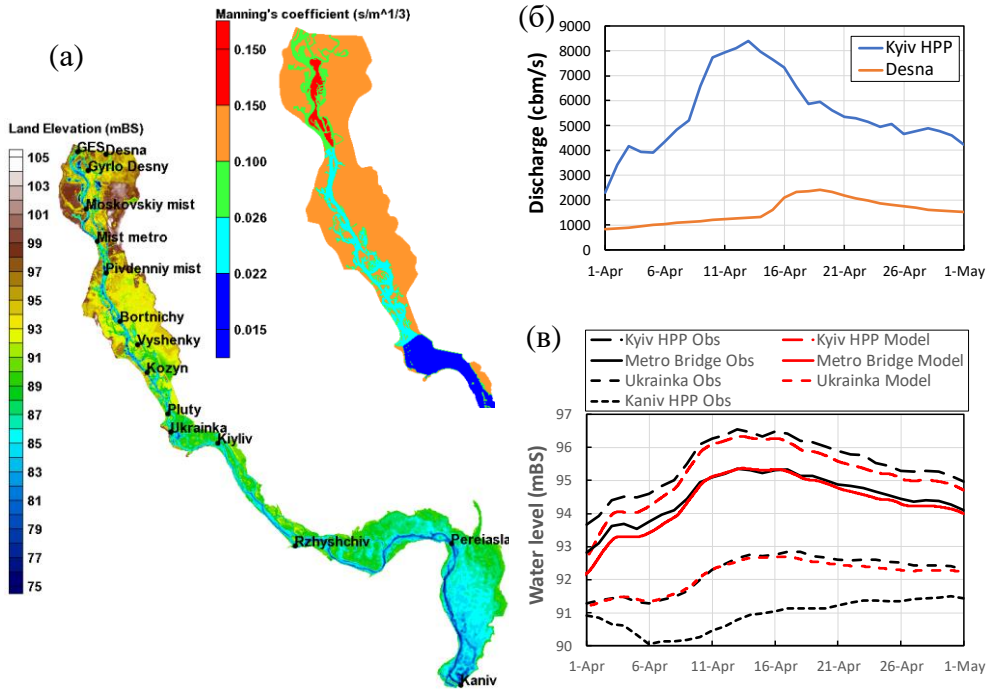 (а)
Land Elevation (mBS)
105
103
101
99
97
95
93
91
89
87
85
83
81
79
77
75
GES
Desna
Gyrlo Desny
Moskovskiy mist
Mist metro
Pivdenniy mist
Bortnichy
Vyshenky
Kozyn
Pluty
Ukrainka
Kiyliv
Rzhyshchiv
Pereiasla
Kaniv
Manning's coefficient (s/m^1/3)
0.150
0.150
0.100
0.026
0.022
0.015
(б)
Discharge (cbm/s)
9000
8000
7000
6000
5000
4000
3000
2000
1000
0
Kyiv HPP
Desna
1-Apr 6-Apr 11-Apr 16-Apr 21-Apr 26-Apr 1-May
(в)
Kyiv HPP Obs Kyiv HPP Model
Metro Bridge Obs Metro Bridge Model
Ukrainka Obs Ukrainka Model
Kaniv HPP Obs
Water level (mBS)
97
96
95
94
93
92
91
90
1-Apr 6-Apr 11-Apr 16-Apr 21-Apr 26-Apr 1-May